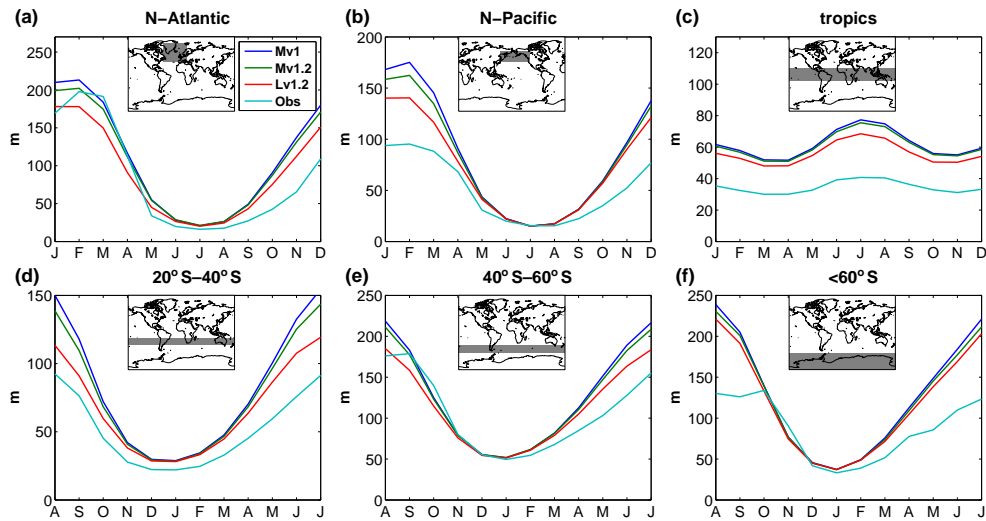 (a) N–Atlantic
250
200
150
100
50
0
m
J F M A M J J A S O N D
Mv1
Mv1.2
Lv1.2
Obs
(b) N–Pacific
200
150
100
50
0
m
J F M A M J J A S O N D
(c) tropics
120
100
80
60
40
20
0
m
J F M A M J J A S O N D
(d) 20° S–40° S
150
100
50
0
m
A S O N D J F M A M J J
(e) 40° S–60° S
250
200
150
100
50
0
m
A S O N D J F M A M J J
(f) <60° S
250
200
150
100
50
0
m
A S O N D J F M A M J J